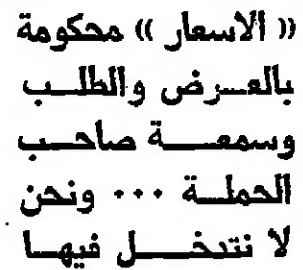 (( الاسعار )) محكومة
بالعرض والطلب
وسمعة صاحب
الحملة ... ونحن
لا نتدخل فيها